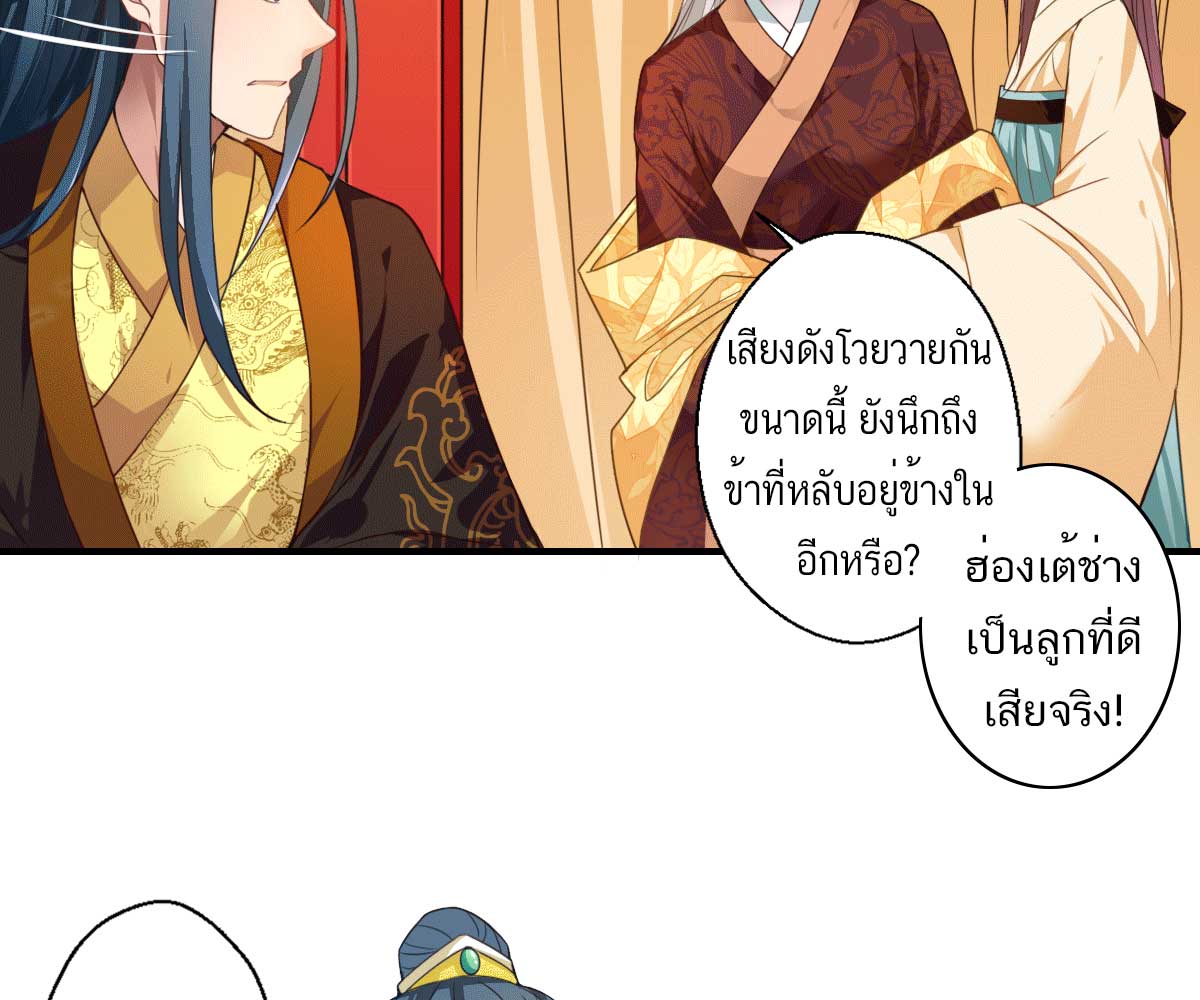 เสียงดังโวยวายกัน
ขนาดนี้ ยังนึกถึง
ข้าที่หลับอยู่ข้างใน
อีกหรือ?
ฮ่องเต้ช่าง
เป็นลูกที่ดี
เสียจริง!